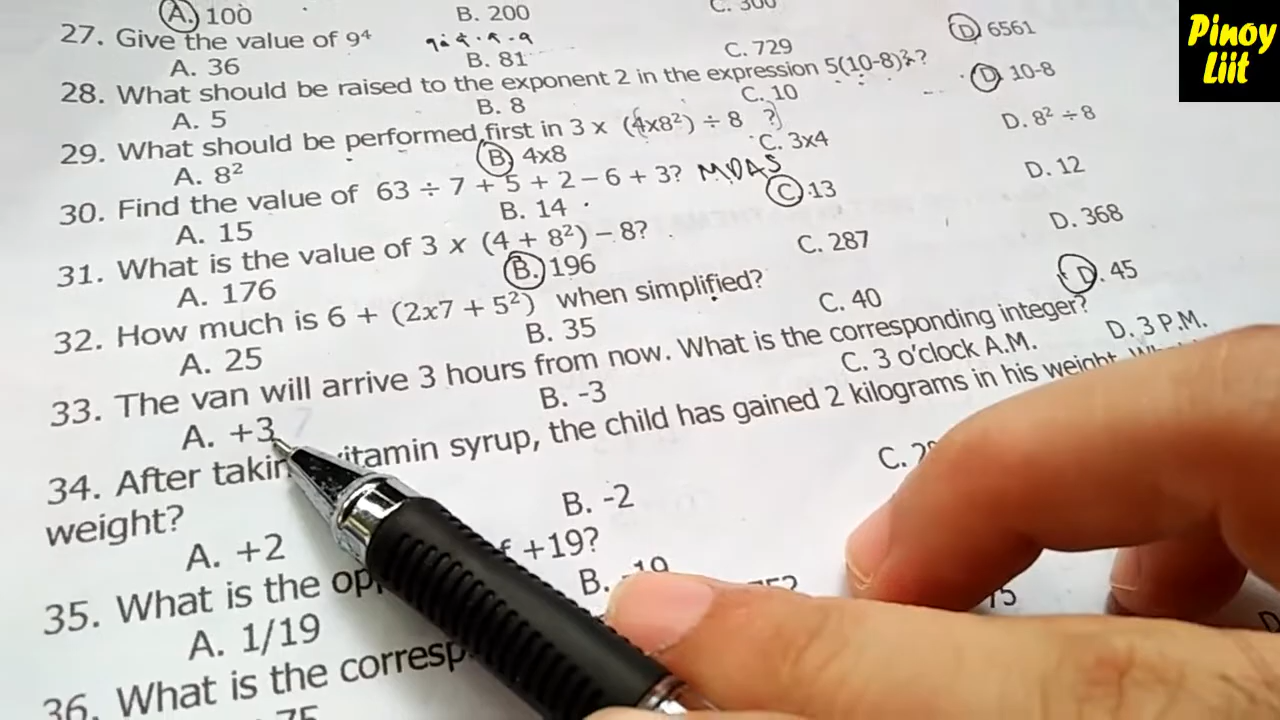 A. 100 B. 200 C. 300
27. Give the value of 9⁴ 9·9·9·9
A. 36 B. 81 C. 729 D. 6561
28. What should be raised to the exponent 2 in the expression 5(10-8)²?
A. 5 B. 8 C. 10 D. 10-8
29. What should be performed first in 3 x (4x8²) ÷ 8 ?
A. 8² B. 4x8 C. 3x4 D. 8² ÷ 8
30. Find the value of 63 ÷ 7 + 5 + 2 – 6 + 3? MDAS
A. 15 B. 14 C. 13 D. 12
31. What is the value of 3 x (4 + 8²) – 8?
A. 176 B. 196 C. 287 D. 368
32. How much is 6 + (2x7 + 5²) when simplified?
A. 25 B. 35 C. 40 D. 45
33. The van will arrive 3 hours from now. What is the corresponding integer?
A. +3 B. -3 C. 3 o'clock A.M. D. 3 P.M.
34. After taking vitamin syrup, the child has gained 2 kilograms in his weight.
weight?
A. +2 B. -2 C.
35. What is the +19?
A. 1/19 B. -19
36. What is the
75
Pinoy
Liit